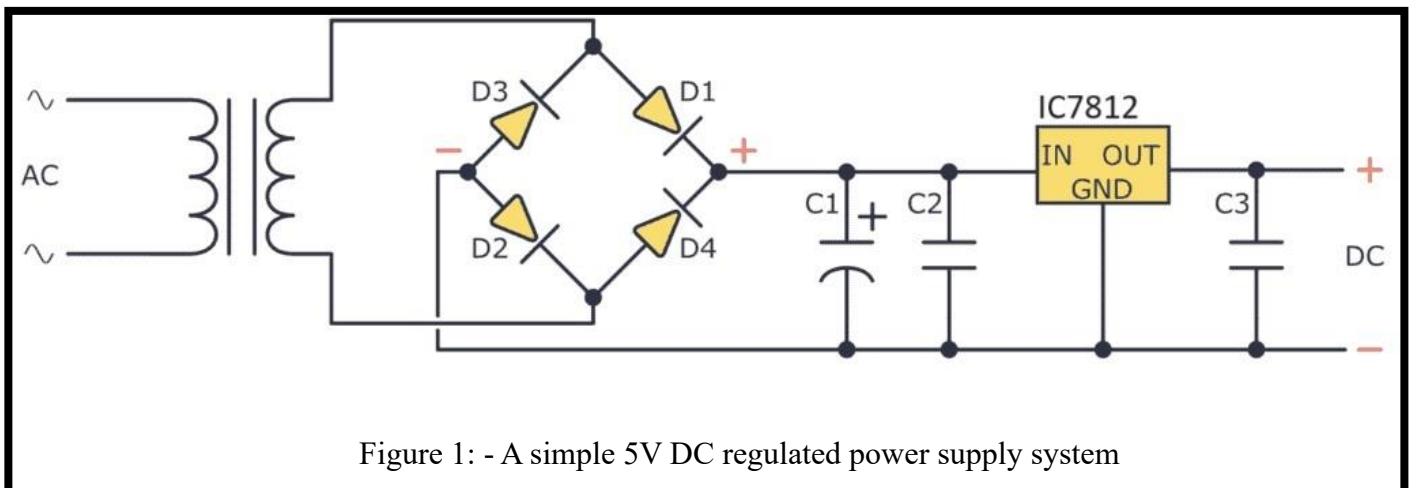 D3
D1
IC7812
−
+
IN OUT
+
AC
GND
C1
+
C2
C3
D2
D4
DC
−
Figure 1: - A simple 5V DC regulated power supply system